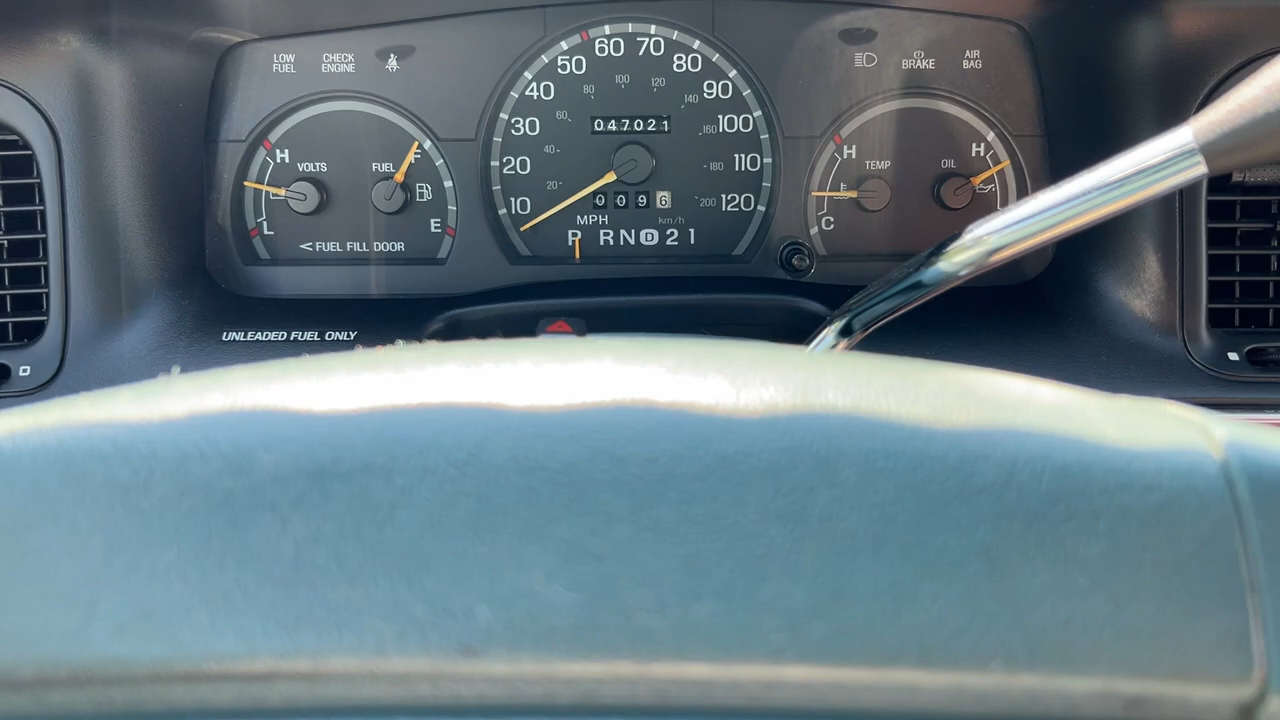 LOW FUEL
CHECK ENGINE
BRAKE
AIR BAG
H
VOLTS
L
FUEL
F
E
< FUEL FILL DOOR
10 20 30 40 50 60 70 80 90 100 110 120
20 40 60 80 100 120 140 160 180 200
047021
0096
MPH
km/h
P R N D 2 1
H
TEMP
C
OIL
H
UNLEADED FUEL ONLY